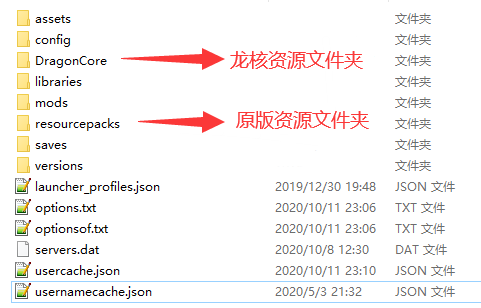 assets 文件夹
config 文件夹
DragonCore 龙核资源文件夹 文件夹
libraries 文件夹
mods 文件夹
resourcepacks 原版资源文件夹 文件夹
saves 文件夹
versions 文件夹
launcher_profiles.json 2019/12/30 19:48 JSON 文件
options.txt 2020/10/11 23:06 TXT 文件
optionsof.txt 2020/10/11 23:06 TXT 文件
servers.dat 2020/10/8 12:30 DAT 文件
usercache.json 2020/10/11 23:10 JSON 文件
usernamecache.json 2020/5/3 21:32 JSON 文件